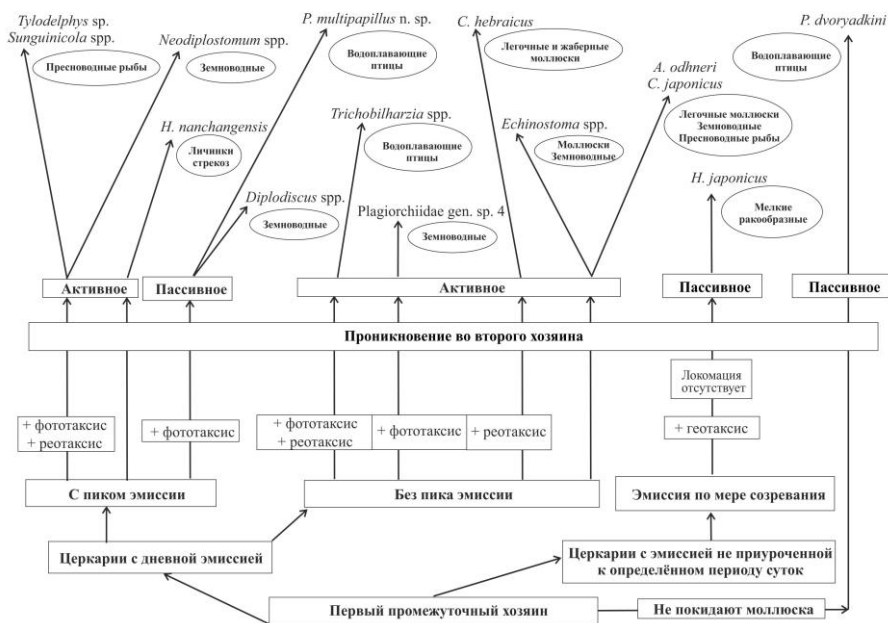 Tylodelphys sp.
Sunguinicola spp.
Пресноводные рыбы
Neodiplostomum spp.
Земноводные
H. nanchangensis
Личинки
стрекоз
P. multipapillus n. sp.
Водоплавающие
птицы
Diplodiscus spp.
Земноводные
Trichobilharzia spp.
Водоплавающие
птицы
Plagiorchiidae gen. sp. 4
Земноводные
C. hebraicus
Легочные и жаберные
моллюски
Echinostoma spp.
Моллюски
Земноводные
A. odhneri
C. japonicus
Легочные моллюски
Земноводные
Пресноводные рыбы
H. japonicus
Мелкие
ракообразные
P. dvoryadkini
Водоплавающие
птицы
Активное
Пассивное
Активное
Пассивное
Пассивное
Проникновение во второго хозяина
Локомация
отсутствует
+ фототаксис
+ реотаксис
+ фототаксис
+ фототаксис
+ реотаксис
+ фототаксис
+ реотаксис
+ геотаксис
С пиком эмиссии
Без пика эмиссии
Эмиссия по мере созревания
Церкарии с дневной эмиссией
Церкарии с эмиссией не приуроченной
к определённом периоду суток
Первый промежуточный хозяин
Не покидают моллюска